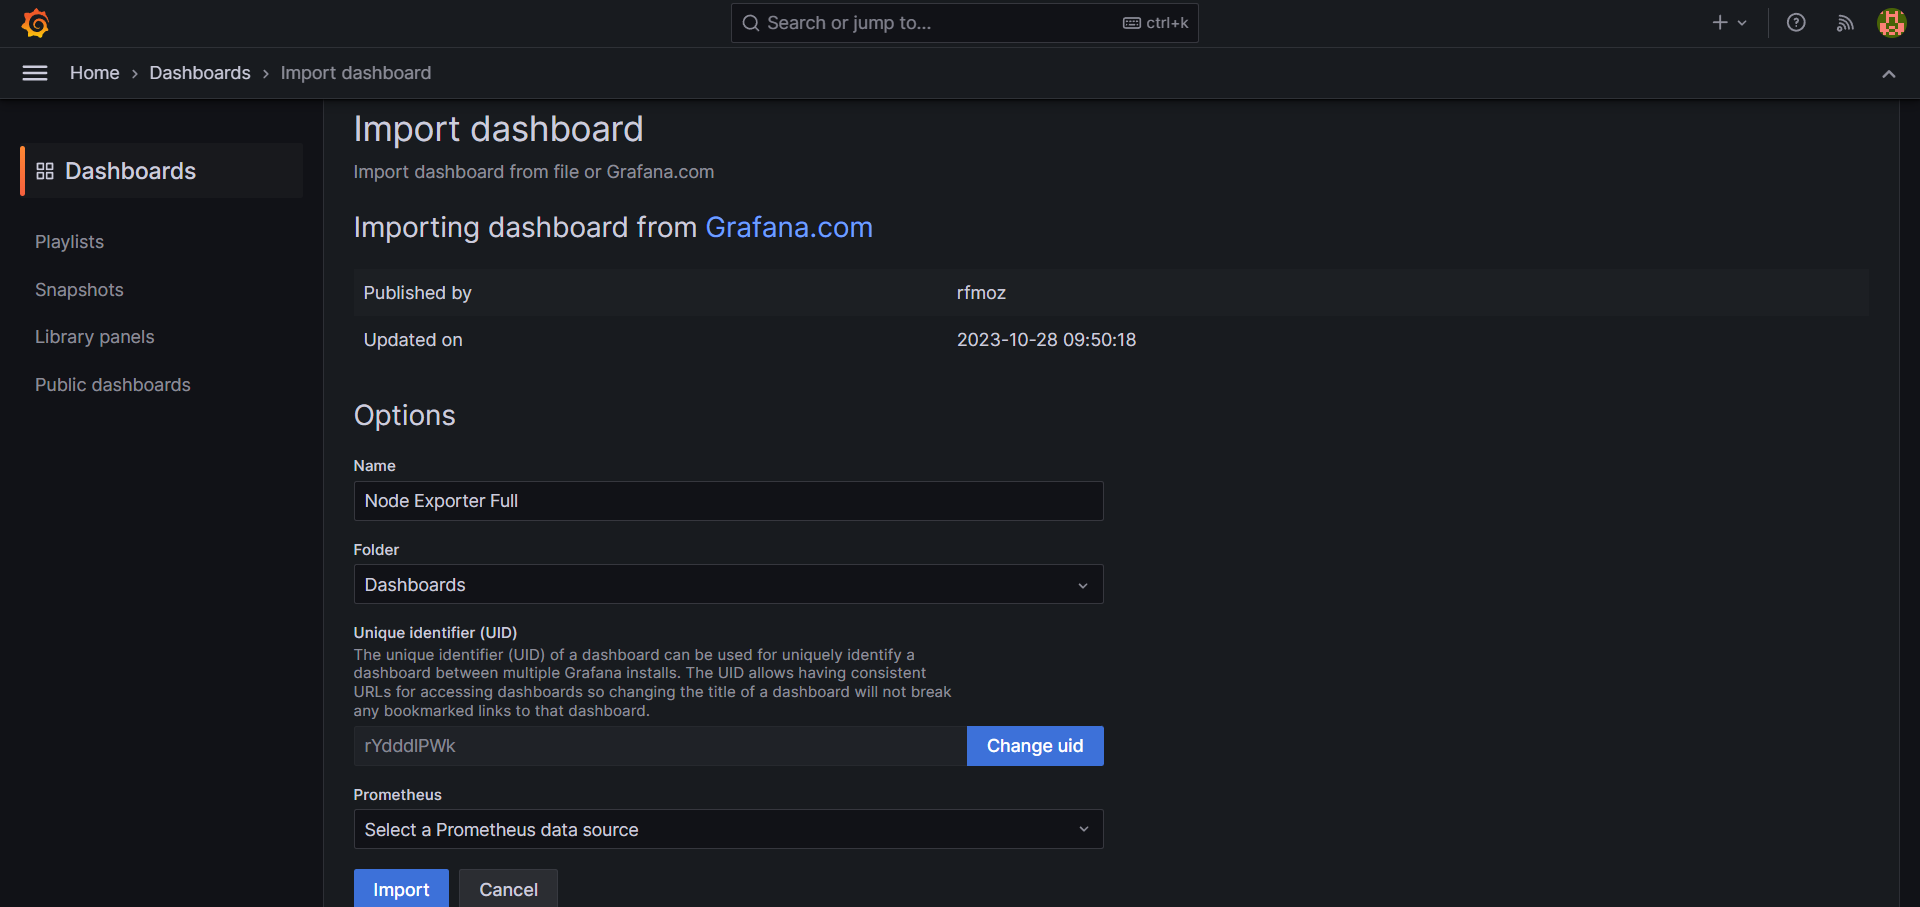 Search or jump to... ctrl+k
Home › Dashboards › Import dashboard
Dashboards
Playlists
Snapshots
Library panels
Public dashboards
Import dashboard
Import dashboard from file or Grafana.com
Importing dashboard from Grafana.com
Published by rfmoz
Updated on 2023-10-28 09:50:18
Options
Name
Node Exporter Full
Folder
Dashboards
Unique identifier (UID)
The unique identifier (UID) of a dashboard can be used for uniquely identify a
dashboard between multiple Grafana installs. The UID allows having consistent
URLs for accessing dashboards so changing the title of a dashboard will not break
any bookmarked links to that dashboard.
rYdddlPWk Change uid
Prometheus
Select a Prometheus data source
Import Cancel